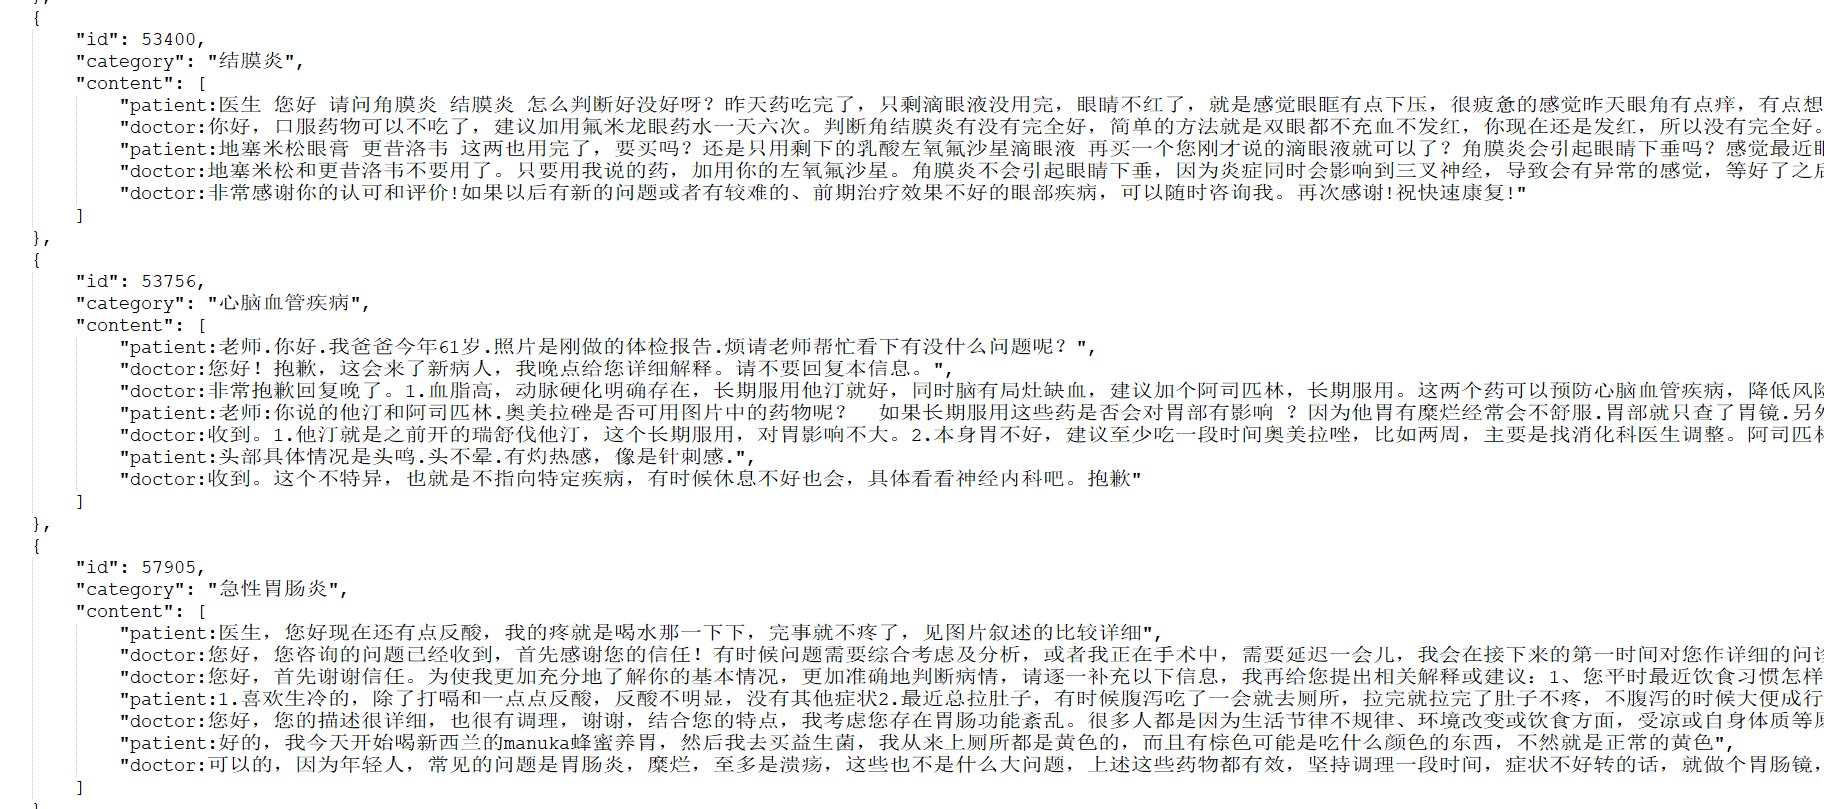 },
{
"id": 53400,
"category": "结膜炎",
"content": [
"patient:医生 您好 请问角膜炎 结膜炎 怎么判断好没好呀？昨天药吃完了，只剩滴眼液没用完，眼睛不红了，就是感觉眼眶有点下压，很疲惫的感觉昨天眼角有点痒，有点想
"doctor:你好，口服药物可以不吃了，建议加用氟米龙眼药水一天六次。判断角结膜炎有没有完全好，简单的方法就是双眼都不充血不发红，你现在还是发红，所以没有完全好。
"patient:地塞米松眼膏 更昔洛韦 这两也用完了，要买吗？还是只用剩下的乳酸左氧氟沙星滴眼液 再买一个您刚才说的滴眼液就可以了？角膜炎会引起眼睛下垂吗？感觉最近眼
"doctor:地塞米松和更昔洛韦不要用了。只要用我说的药，加用你的左氧氟沙星。角膜炎不会引起眼睛下垂，因为炎症同时会影响到三叉神经，导致会有异常的感觉，等好了之后
"doctor:非常感谢你的认可和评价!如果以后有新的问题或者有较难的、前期治疗效果不好的眼部疾病，可以随时咨询我。再次感谢!祝快速康复!"
]
},
{
"id": 53756,
"category": "心脑血管疾病",
"content": [
"patient:老师.你好.我爸爸今年61岁.照片是刚做的体检报告.烦请老师帮忙看下有没什么问题呢？",
"doctor:您好！抱歉，这会来了新病人，我晚点给您详细解释。请不要回复本信息。",
"doctor:非常抱歉回复晚了。1.血脂高，动脉硬化明确存在，长期服用他汀就好，同时脑有局灶缺血，建议加个阿司匹林，长期服用。这两个药可以预防心脑血管疾病，降低风险
"patient:老师:你说的他汀和阿司匹林.奥美拉唑是否可用图片中的药物呢？  如果长期服用这些药是否会对胃部有影响 ？因为他胃有糜烂经常会不舒服.胃部就只查了胃镜.另外
"doctor:收到。1.他汀就是之前开的瑞舒伐他汀，这个长期服用，对胃影响不大。2.本身胃不好，建议至少吃一段时间奥美拉唑，比如两周，主要是找消化科医生调整。阿司匹林
"patient:头部具体情况是头鸣.头不晕.有灼热感，像是针刺感.",
"doctor:收到。这个不特异，也就是不指向特定疾病，有时候休息不好也会，具体看看神经内科吧。抱歉"
]
},
{
"id": 57905,
"category": "急性胃肠炎",
"content": [
"patient:医生，您好现在还有点反酸，我的疼就是喝水那一下下，完事就不疼了，见图片叙述的比较详细",
"doctor:您好，您咨询的问题已经收到，首先感谢您的信任！有时候问题需要综合考虑及分析，或者我正在手术中，需要延迟一会儿，我会在接下来的第一时间对您作详细的问诊
"doctor:您好，首先谢谢信任。为使我更加充分地了解你的基本情况，更加准确地判断病情，请逐一补充以下信息，我再给您提出相关解释或建议：1、您平时最近饮食习惯怎样
"patient:1.喜欢生冷的，除了打嗝和一点点反酸，反酸不明显，没有其他症状2.最近总拉肚子，有时候腹泻吃了一会就去厕所，拉完就拉完了肚子不疼，不腹泻的时候大便成行
"doctor:您好，您的描述很详细，也很有调理，谢谢，结合您的特点，我考虑您存在胃肠功能紊乱。很多人都是因为生活节律不规律、环境改变或饮食方面，受凉或自身体质等原
"patient:好的，我今天开始喝新西兰的manuka蜂蜜养胃，然后我去买益生菌，我从来上厕所都是黄色的，而且有棕色可能是吃什么颜色的东西，不然就是正常的黄色",
"doctor:可以的，因为年轻人，常见的问题是胃肠炎，糜烂，至多是溃疡，这些也不是什么大问题，上述这些药物都有效，坚持调理一段时间，症状不好转的话，就做个胃肠镜，
]